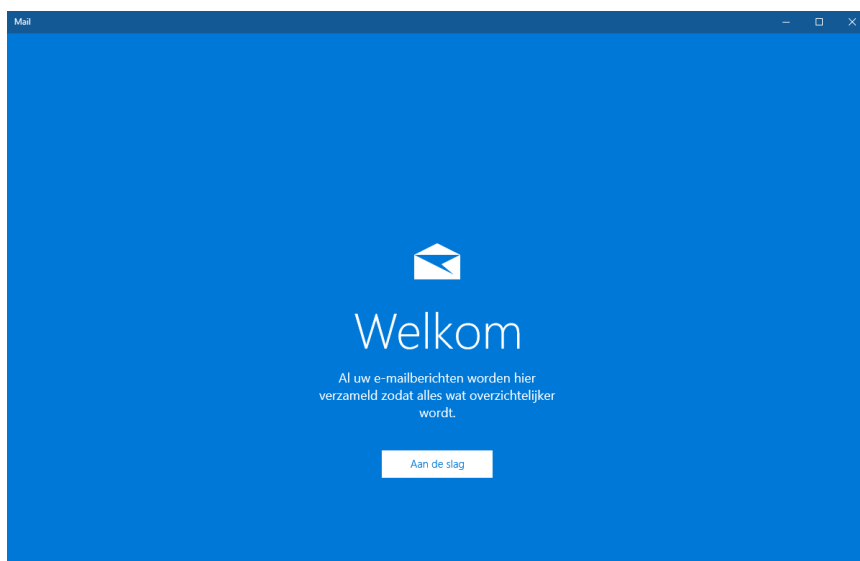 Mail
Welkom
Al uw e-mailberichten worden hier
verzameld zodat alles wat overzichtelijker
wordt.
Aan de slag